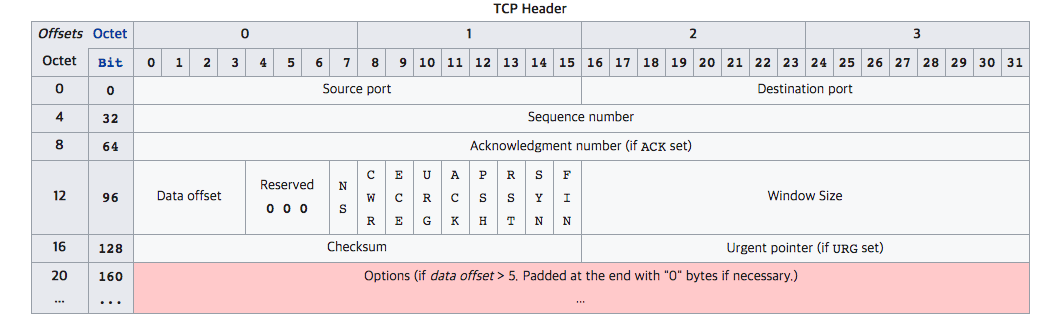 TCP Header
Offsets Octet 0 1 2 3
Octet Bit 0 1 2 3 4 5 6 7 8 9 10 11 12 13 14 15 16 17 18 19 20 21 22 23 24 25 26 27 28 29 30 31
0 0 Source port Destination port
4 32 Sequence number
8 64 Acknowledgment number (if ACK set)
12 96 Data offset Reserved 0 0 0 NS CWR ECE URG ACK PSH RST SYN FIN Window Size
16 128 Checksum Urgent pointer (if URG set)
20 160 Options (if data offset > 5. Padded at the end with "0" bytes if necessary.)
... ... ...